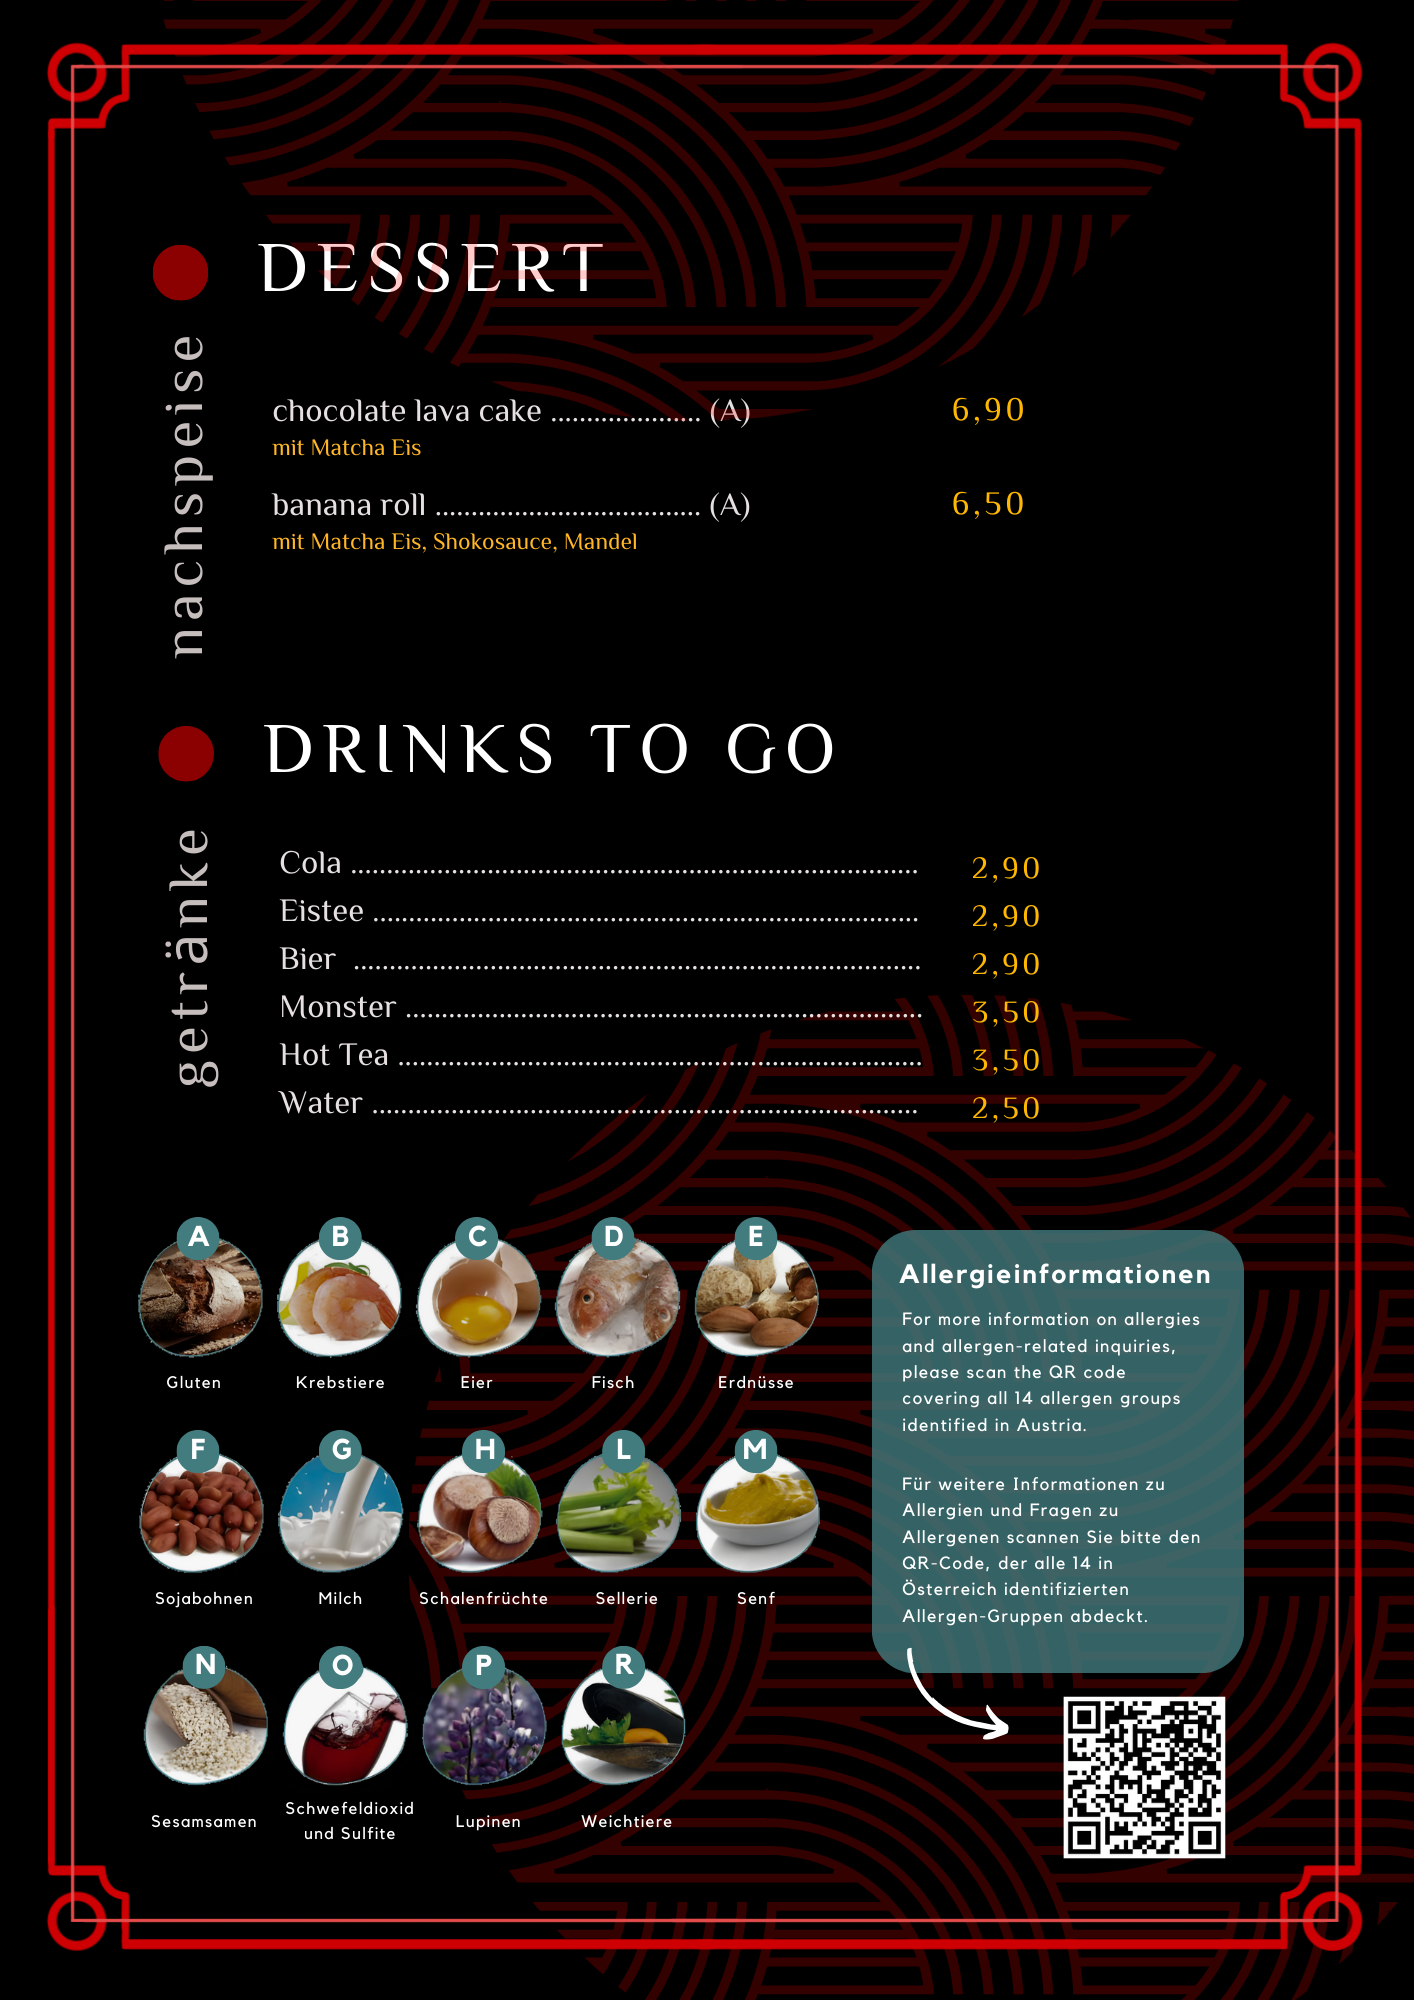 DESSERT
nachspeise
chocolate lava cake ..................... (A) 6,90
mit Matcha Eis
banana roll ..................................... (A) 6,50
mit Matcha Eis, Shokosauce, Mandel
DRINKS TO GO
getränke
Cola ............................................................................... 2,90
Eistee ............................................................................ 2,90
Bier ............................................................................... 2,90
Monster ........................................................................ 3,50
Hot Tea ......................................................................... 3,50
Water ............................................................................ 2,50
A B C D E
Gluten Krebstiere Eier Fisch Erdnüsse
F G H L M
Sojabohnen Milch Schalenfrüchte Sellerie Senf
N O P R
Sesamsamen Schwefeldioxid Lupinen Weichtiere
und Sulfite
Allergieinformationen
For more information on allergies
and allergen-related inquiries,
please scan the QR code
covering all 14 allergen groups
identified in Austria.
Für weitere Informationen zu
Allergien und Fragen zu
Allergenen scannen Sie bitte den
QR-Code, der alle 14 in
Österreich identifizierten
Allergen-Gruppen abdeckt.